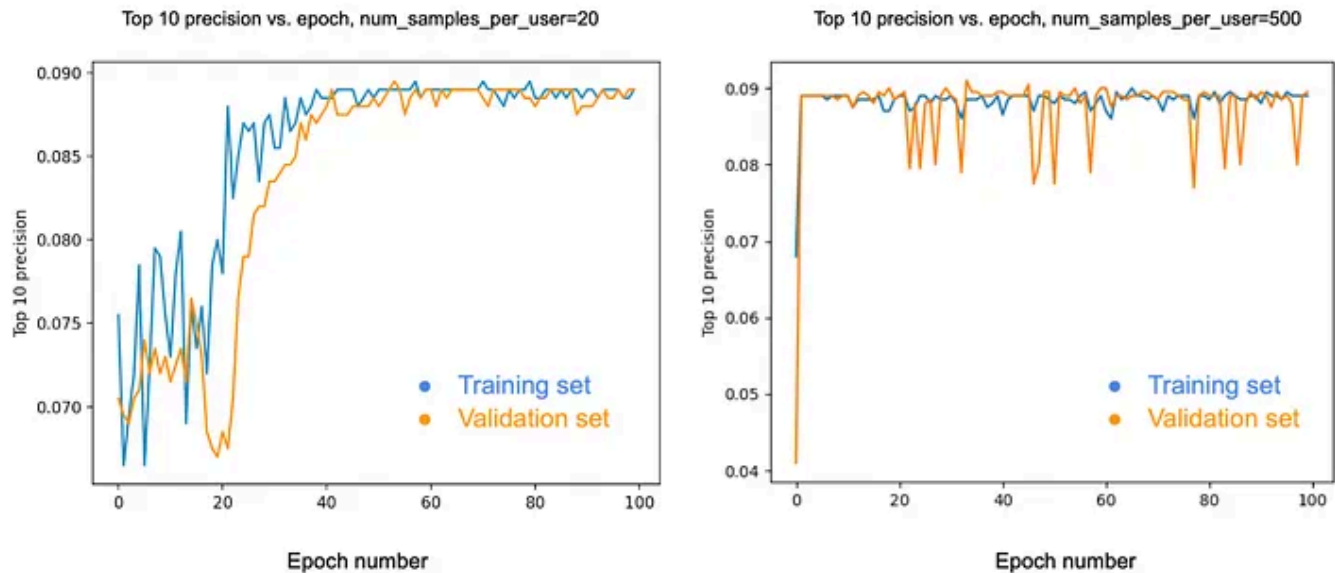 Top 10 precision vs. epoch, num_samples_per_user=20
0.090
0.085
0.080
0.075
0.070
Top 10 precision
Training set
Validation set
0 20 40 60 80 100
Epoch number
Top 10 precision vs. epoch, num_samples_per_user=500
0.09
0.08
0.07
0.06
0.05
0.04
Top 10 precision
Training set
Validation set
0 20 40 60 80 100
Epoch number